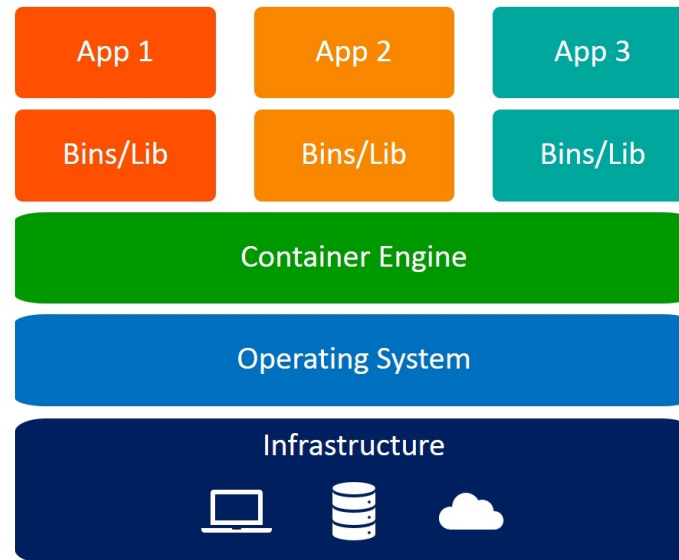 App 1
App 2
App 3
Bins/Lib
Bins/Lib
Bins/Lib
Container Engine
Operating System
Infrastructure